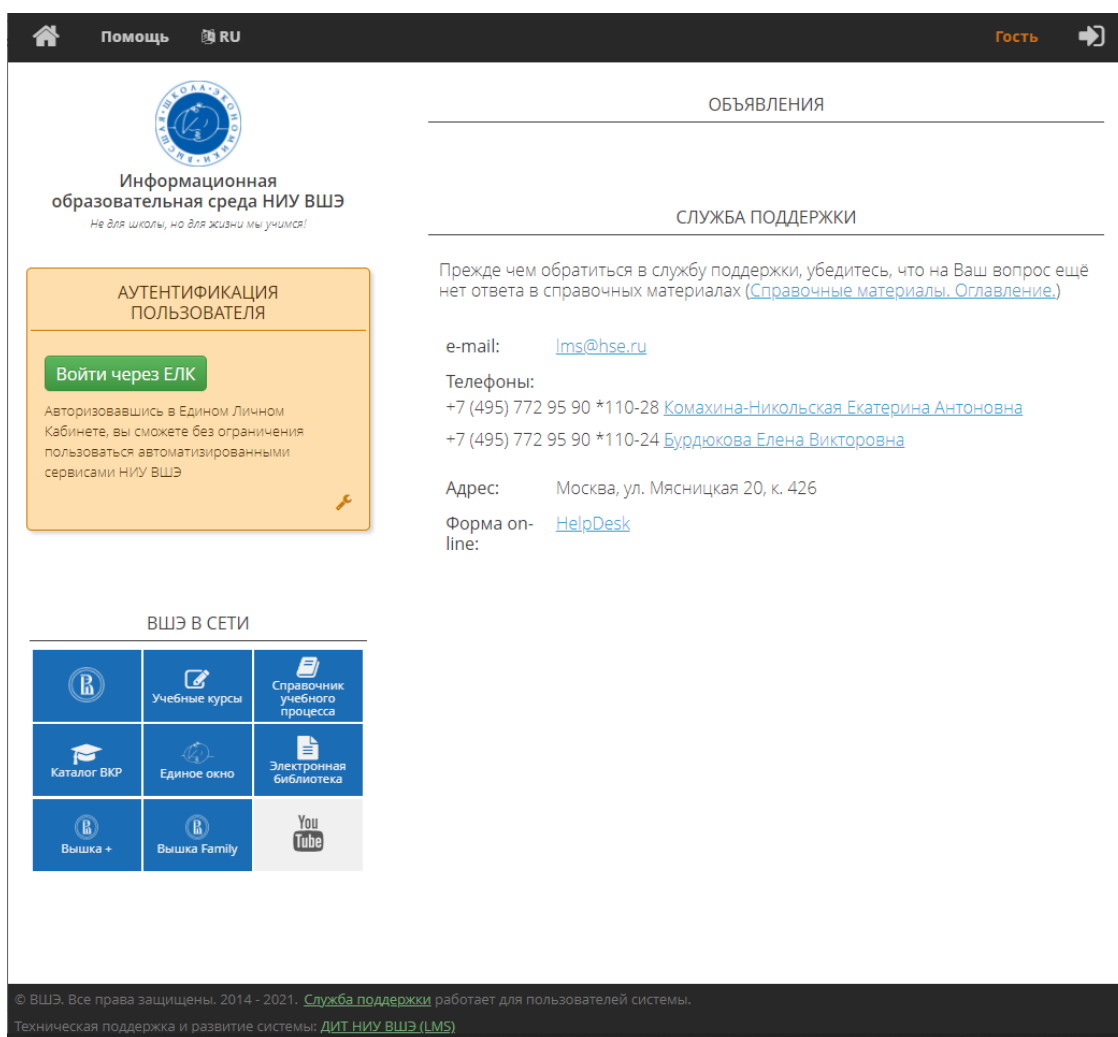 Помощь
RU
Гость
ВЫСШАЯ • ШКОЛА • ЭКОНОМИКИ
Информационная
образовательная среда НИУ ВШЭ
Не для школы, но для жизни мы учимся!
АУТЕНТИФИКАЦИЯ
ПОЛЬЗОВАТЕЛЯ
Войти через ЕЛК
Авторизовавшись в Едином Личном
Кабинете, вы сможете без ограничения
пользоваться автоматизированными
сервисами НИУ ВШЭ
ВШЭ В СЕТИ
Учебные курсы
Справочник
учебного
процесса
Каталог ВКР
Единое окно
Электронная
библиотека
Вышка +
Вышка Family
You
Tube
ОБЪЯВЛЕНИЯ
СЛУЖБА ПОДДЕРЖКИ
Прежде чем обратиться в службу поддержки, убедитесь, что на Ваш вопрос ещё
нет ответа в справочных материалах (Справочные материалы. Оглавление.)
e-mail: lms@hse.ru
Телефоны:
+7 (495) 772 95 90 *110-28 Комахина-Никольская Екатерина Антоновна
+7 (495) 772 95 90 *110-24 Бурдюкова Елена Викторовна
Адрес: Москва, ул. Мясницкая 20, к. 426
Форма on-
line: HelpDesk
© ВШЭ. Все права защищены. 2014 - 2021. Служба поддержки работает для пользователей системы.
Техническая поддержка и развитие системы: ДИТ НИУ ВШЭ (LMS)